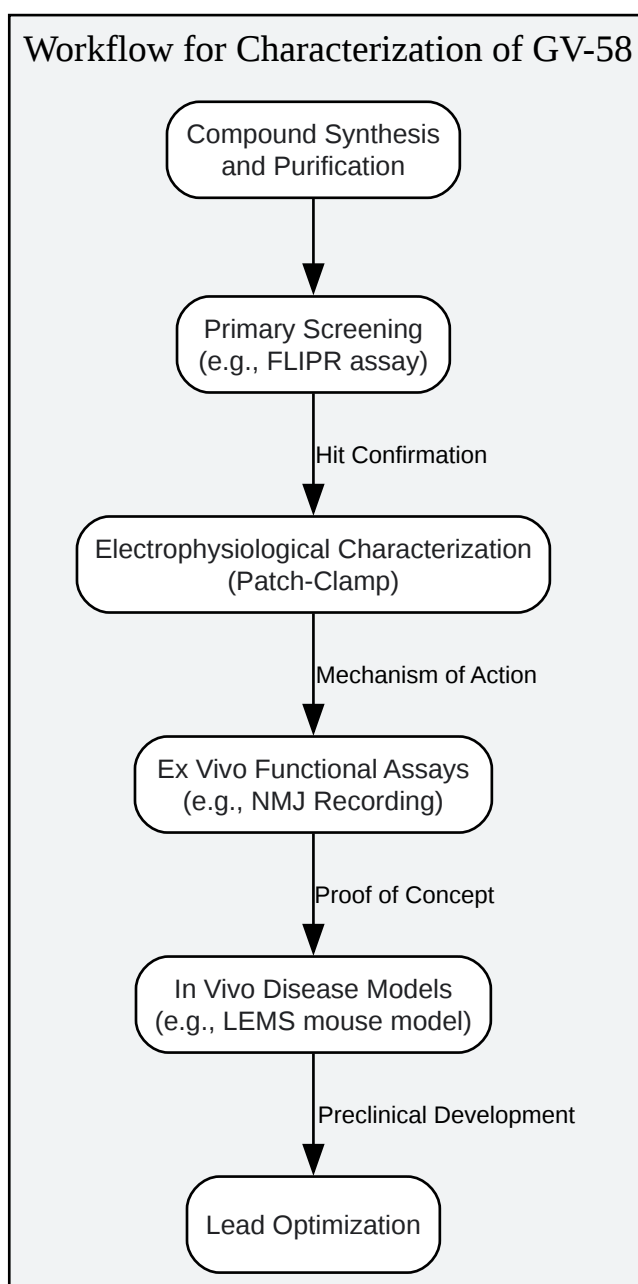 Workflow for Characterization of GV-58
Compound Synthesis
and Purification
Primary Screening
(e.g., FLIPR assay)
Hit Confirmation
Electrophysiological Characterization
(Patch-Clamp)
Mechanism of Action
Ex Vivo Functional Assays
(e.g., NMJ Recording)
Proof of Concept
In Vivo Disease Models
(e.g., LEMS mouse model)
Preclinical Development
Lead Optimization